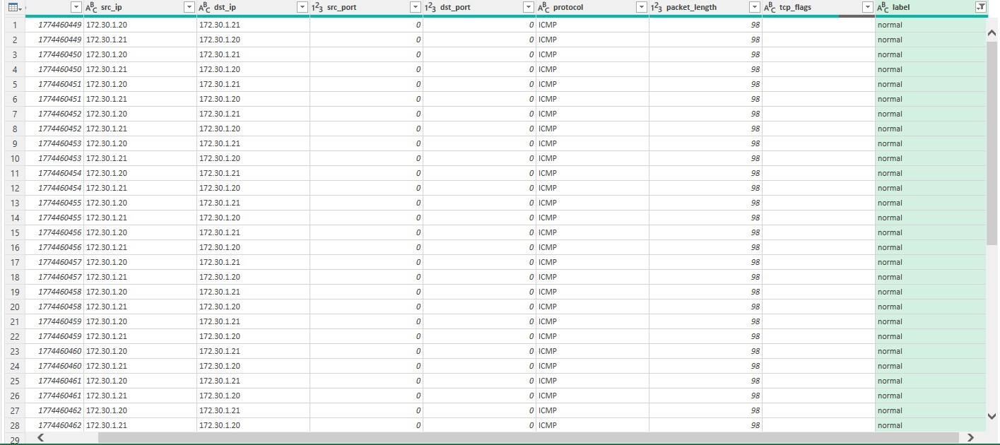 ABC src_ip ABC dst_ip 123 src_port 123 dst_port ABC protocol 123 packet_length ABC tcp_flags ABC label
1 1774460449 172.30.1.20 172.30.1.21 0 0 ICMP 98 normal
2 1774460449 172.30.1.21 172.30.1.20 0 0 ICMP 98 normal
3 1774460450 172.30.1.20 172.30.1.21 0 0 ICMP 98 normal
4 1774460450 172.30.1.21 172.30.1.20 0 0 ICMP 98 normal
5 1774460451 172.30.1.20 172.30.1.21 0 0 ICMP 98 normal
6 1774460451 172.30.1.21 172.30.1.20 0 0 ICMP 98 normal
7 1774460452 172.30.1.20 172.30.1.21 0 0 ICMP 98 normal
8 1774460452 172.30.1.21 172.30.1.20 0 0 ICMP 98 normal
9 1774460453 172.30.1.20 172.30.1.21 0 0 ICMP 98 normal
10 1774460453 172.30.1.21 172.30.1.20 0 0 ICMP 98 normal
11 1774460454 172.30.1.20 172.30.1.21 0 0 ICMP 98 normal
12 1774460454 172.30.1.21 172.30.1.20 0 0 ICMP 98 normal
13 1774460455 172.30.1.20 172.30.1.21 0 0 ICMP 98 normal
14 1774460455 172.30.1.21 172.30.1.20 0 0 ICMP 98 normal
15 1774460456 172.30.1.20 172.30.1.21 0 0 ICMP 98 normal
16 1774460456 172.30.1.21 172.30.1.20 0 0 ICMP 98 normal
17 1774460457 172.30.1.20 172.30.1.21 0 0 ICMP 98 normal
18 1774460457 172.30.1.21 172.30.1.20 0 0 ICMP 98 normal
19 1774460458 172.30.1.20 172.30.1.21 0 0 ICMP 98 normal
20 1774460458 172.30.1.21 172.30.1.20 0 0 ICMP 98 normal
21 1774460459 172.30.1.20 172.30.1.21 0 0 ICMP 98 normal
22 1774460459 172.30.1.21 172.30.1.20 0 0 ICMP 98 normal
23 1774460460 172.30.1.20 172.30.1.21 0 0 ICMP 98 normal
24 1774460460 172.30.1.21 172.30.1.20 0 0 ICMP 98 normal
25 1774460461 172.30.1.20 172.30.1.21 0 0 ICMP 98 normal
26 1774460461 172.30.1.21 172.30.1.20 0 0 ICMP 98 normal
27 1774460462 172.30.1.20 172.30.1.21 0 0 ICMP 98 normal
28 1774460462 172.30.1.21 172.30.1.20 0 0 ICMP 98 normal
29